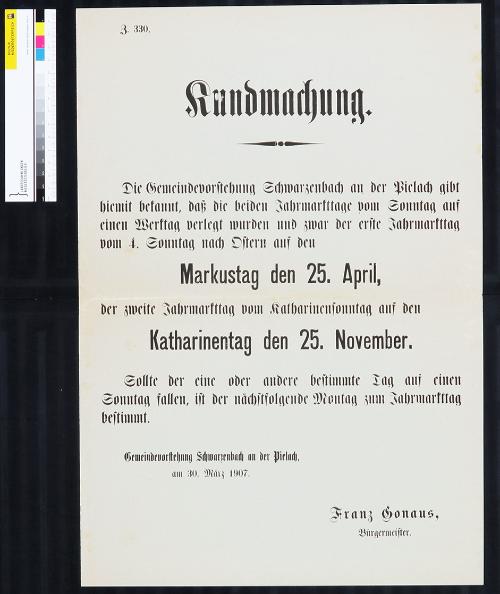 Z. 330.
Kundmachung.
Die Gemeindevorstehung Schwarzenbach an der Pielach gibt
hiemit bekannt, daß die beiden Jahrmarkttage vom Sonntag auf
einen Werktag verlegt wurden und zwar der erste Jahrmarkttag
vom 4. Sonntag nach Ostern auf den
Markustag den 25. April,
der zweite Jahrmarkttag vom Katharinensonntag auf den
Katharinentag den 25. November.
Sollte der eine oder andere bestimmte Tag auf einen
Sonntag fallen, ist der nächstfolgende Montag zum Jahrmarkttag
bestimmt.
Gemeindevorstehung Schwarzenbach an der Pielach,
am 30. März 1907.
Franz Gonaus,
Bürgermeister.